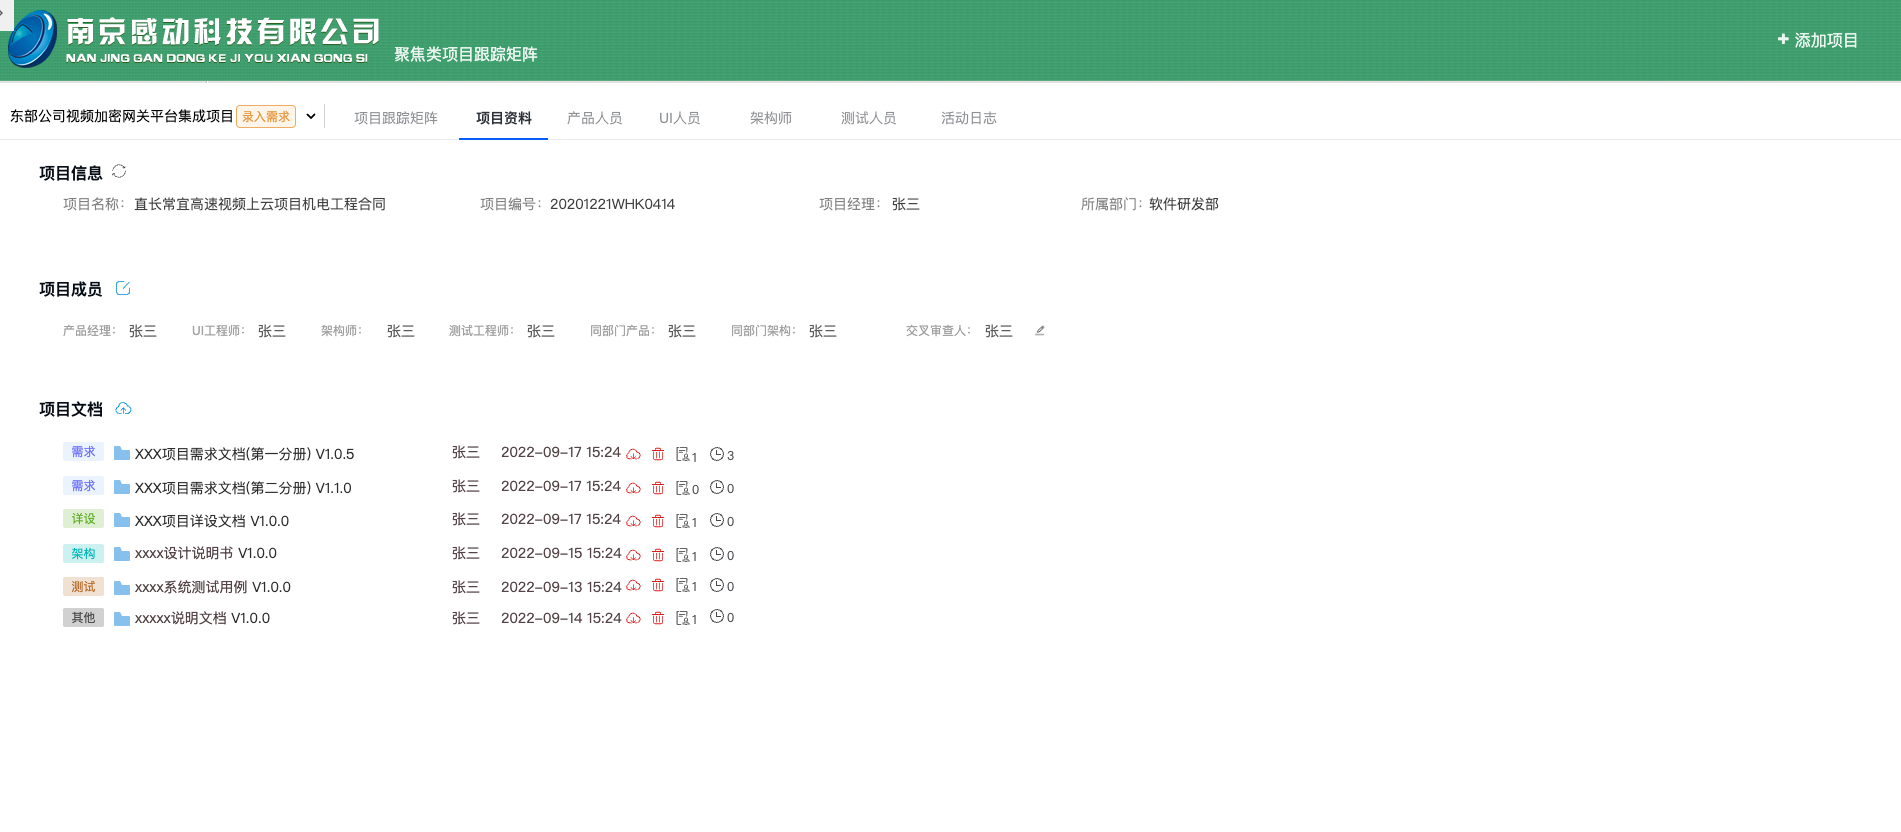 南京感动科技有限公司
NAN JING GAN DONG KE JI YOU XIAN GONG SI
聚焦类项目跟踪矩阵
+ 添加项目
东部公司视频加密网关平台集成项目 录入需求 项目跟踪矩阵 项目资料 产品人员 UI人员 架构师 测试人员 活动日志
项目信息
项目名称： 直长常宜高速视频上云项目机电工程合同 项目编号： 20201221WHK0414 项目经理： 张三 所属部门： 软件研发部
项目成员
产品经理： 张三 UI工程师： 张三 架构师： 张三 测试工程师： 张三 同部门产品： 张三 同部门架构： 张三 交叉审查人： 张三
项目文档
需求 XXX项目需求文档(第一分册) V1.0.5 张三 2022-09-17 15:24 1 3
需求 XXX项目需求文档(第二分册) V1.1.0 张三 2022-09-17 15:24 0 0
详设 XXX项目详设文档 V1.0.0 张三 2022-09-17 15:24 1 0
架构 xxxx设计说明书 V1.0.0 张三 2022-09-15 15:24 1 0
测试 xxxx系统测试用例 V1.0.0 张三 2022-09-13 15:24 1 0
其他 xxxxx说明文档 V1.0.0 张三 2022-09-14 15:24 1 0